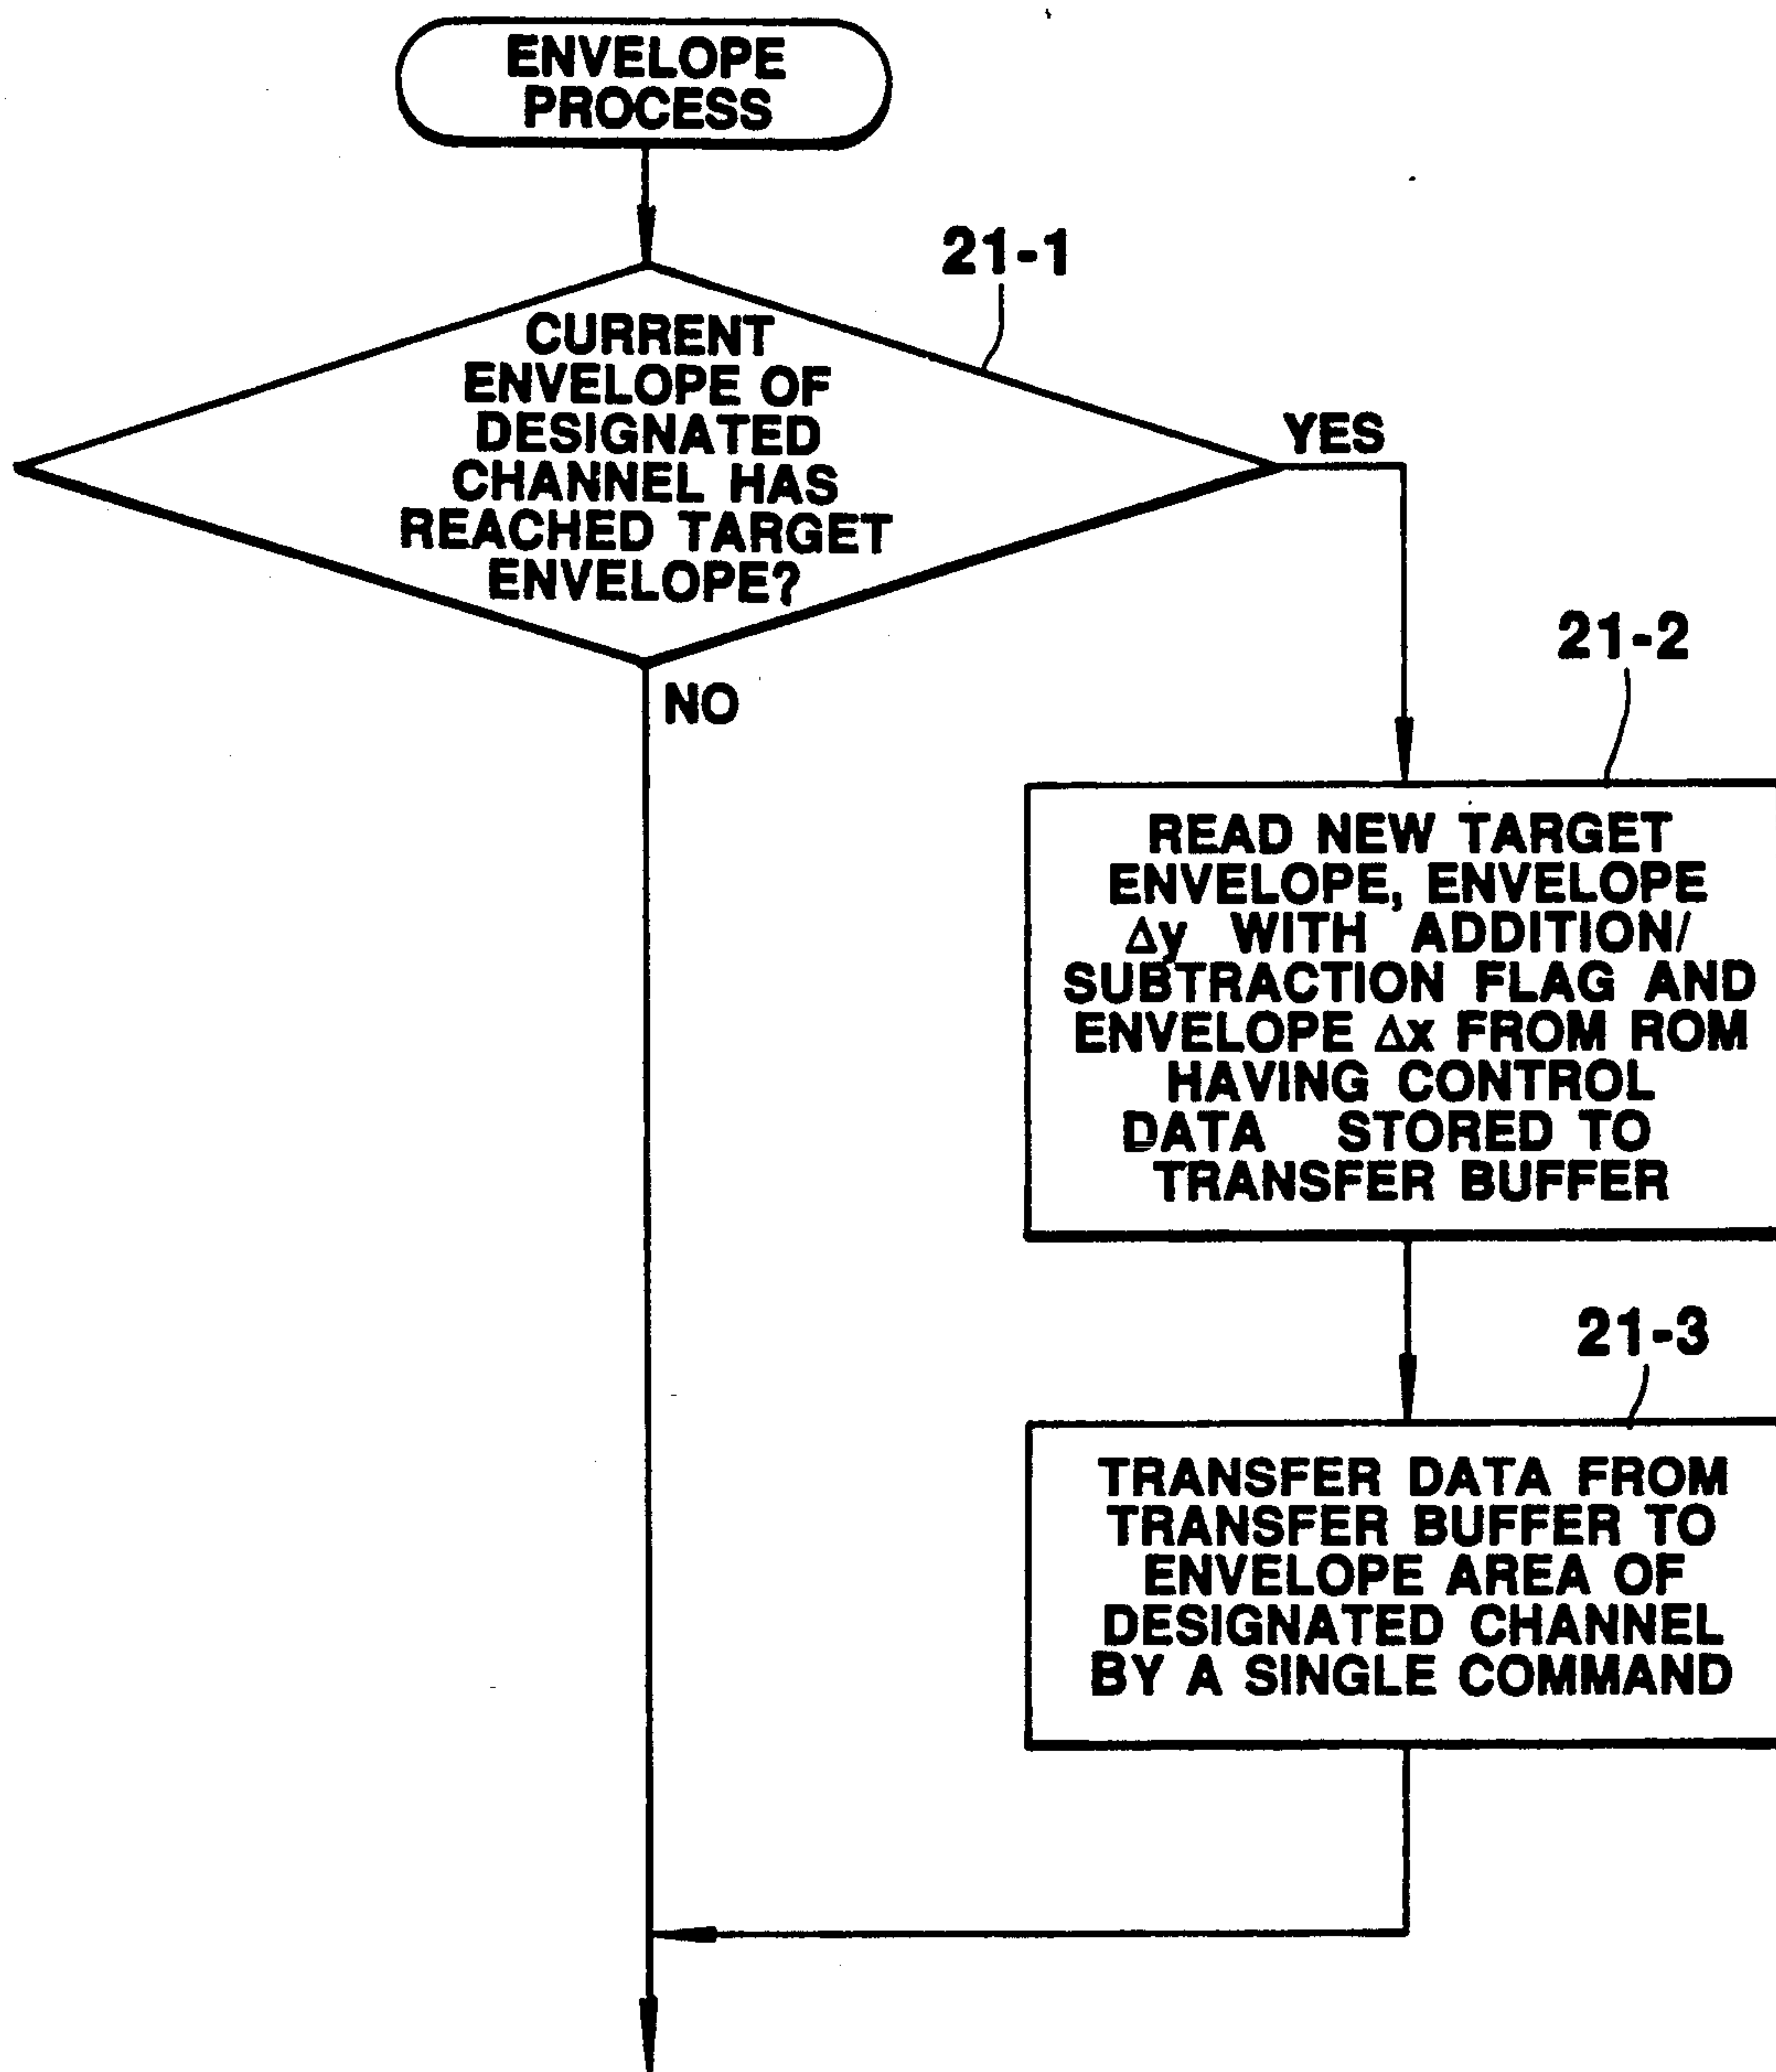 ENVELOPE
PROCESS
21-1
CURRENT
ENVELOPE OF
DESIGNATED
CHANNEL HAS
REACHED TARGET
ENVELOPE?
YES
NO
21-2
READ NEW TARGET
ENVELOPE, ENVELOPE
Δy WITH ADDITION/
SUBTRACTION FLAG AND
ENVELOPE Δx FROM ROM
HAVING CONTROL
DATA STORED TO
TRANSFER BUFFER
21-3
TRANSFER DATA FROM
TRANSFER BUFFER TO
ENVELOPE AREA OF
DESIGNATED CHANNEL
BY A SINGLE COMMAND